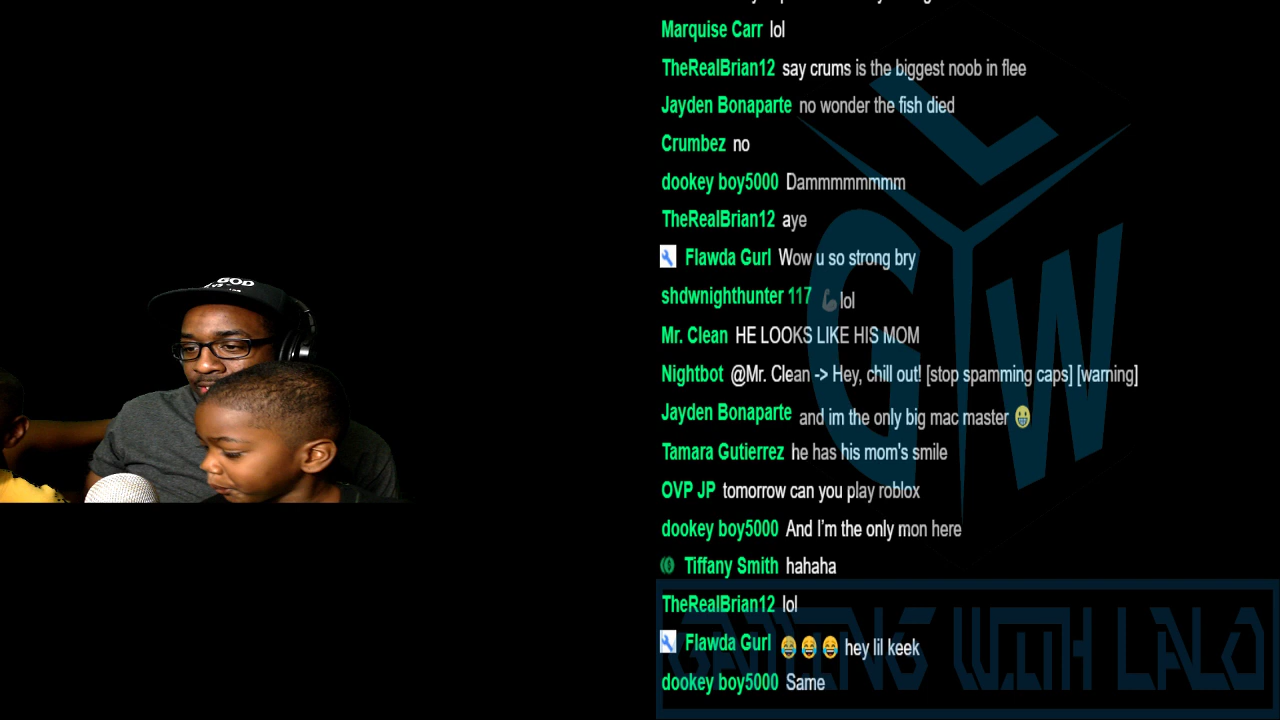 Marquise Carr lol
TheRealBrian12 say crums is the biggest noob in flee
Jayden Bonaparte no wonder the fish died
Crumbez no
dookey boy5000 Dammmmmmmm
TheRealBrian12 aye
Flawda Gurl Wow u so strong bry
shdwnighthunter 117 💪 lol
Mr. Clean HE LOOKS LIKE HIS MOM
Nightbot @Mr. Clean -> Hey, chill out! [stop spamming caps] [warning]
Jayden Bonaparte and im the only big mac master 😀
Tamara Gutierrez he has his mom's smile
OVP JP tomorrow can you play roblox
dookey boy5000 And I'm the only mon here
Tiffany Smith hahaha
TheRealBrian12 lol
Flawda Gurl 😂😂😂 hey lil keek
dookey boy5000 Same
GAMING WITH LALO
L
G W
GOD